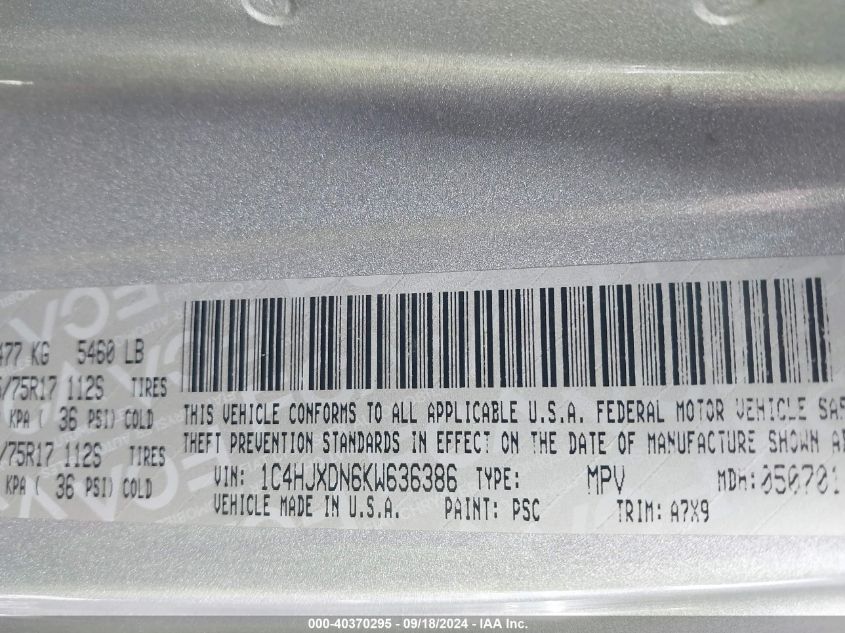 477 KG 5460 LB
/75R17 112S TIRES
KPA ( 36 PSI) COLD
/75R17 112S TIRES
KPA ( 36 PSI) COLD
THIS VEHICLE CONFORMS TO ALL APPLICABLE U.S.A. FEDERAL MOTOR VEHICLE SAF
THEFT PREVENTION STANDARDS IN EFFECT ON THE DATE OF MANUFACTURE SHOWN AB
VIN: 1C4HJXDN6KW636386 TYPE: MPV MDH: 050701
VEHICLE MADE IN U.S.A. PAINT: PSC TRIM: A7X9
000-40370295 - 09/18/2024 - IAA Inc.